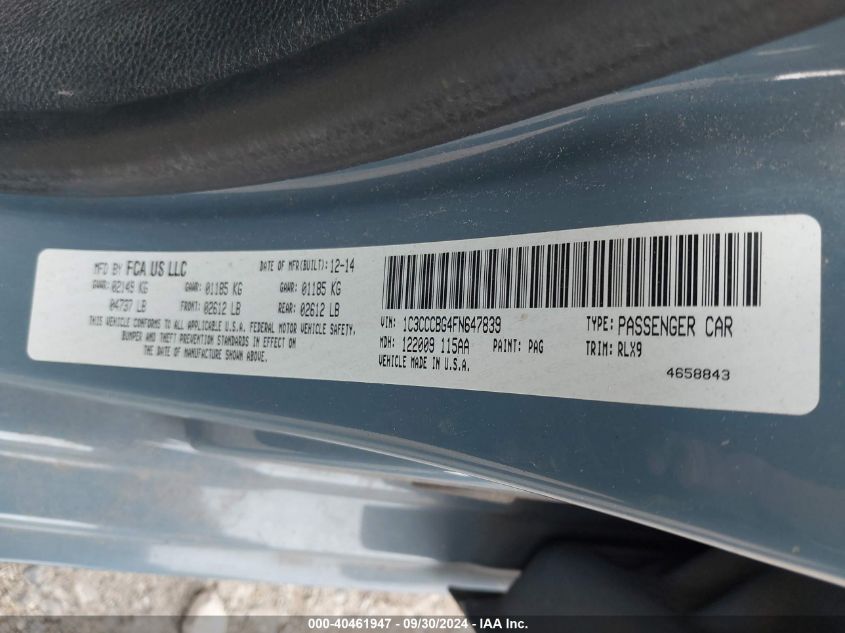 MFD BY FCA US LLC DATE OF MFR(BUILT): 12-14
GAWR: 01185 KG GAWR: 01185 KG
02149 KG
04737 LB FRONT: 02612 LB REAR: 02612 LB
THIS VEHICLE CONFORMS TO ALL APPLICABLE U.S.A. FEDERAL MOTOR VEHICLE SAFETY,
BUMPER AND THEFT PREVENTION STANDARDS IN EFFECT ON
THE DATE OF MANUFACTURE SHOWN ABOVE.
VIN: 1C3CCCBG4FN647839 TYPE: PASSENGER CAR
MDH: 122009 115AA PAINT: PAG TRIM: RLX9
VEHICLE MADE IN U.S.A.
4658843
000-40461947 - 09/30/2024 - IAA Inc.